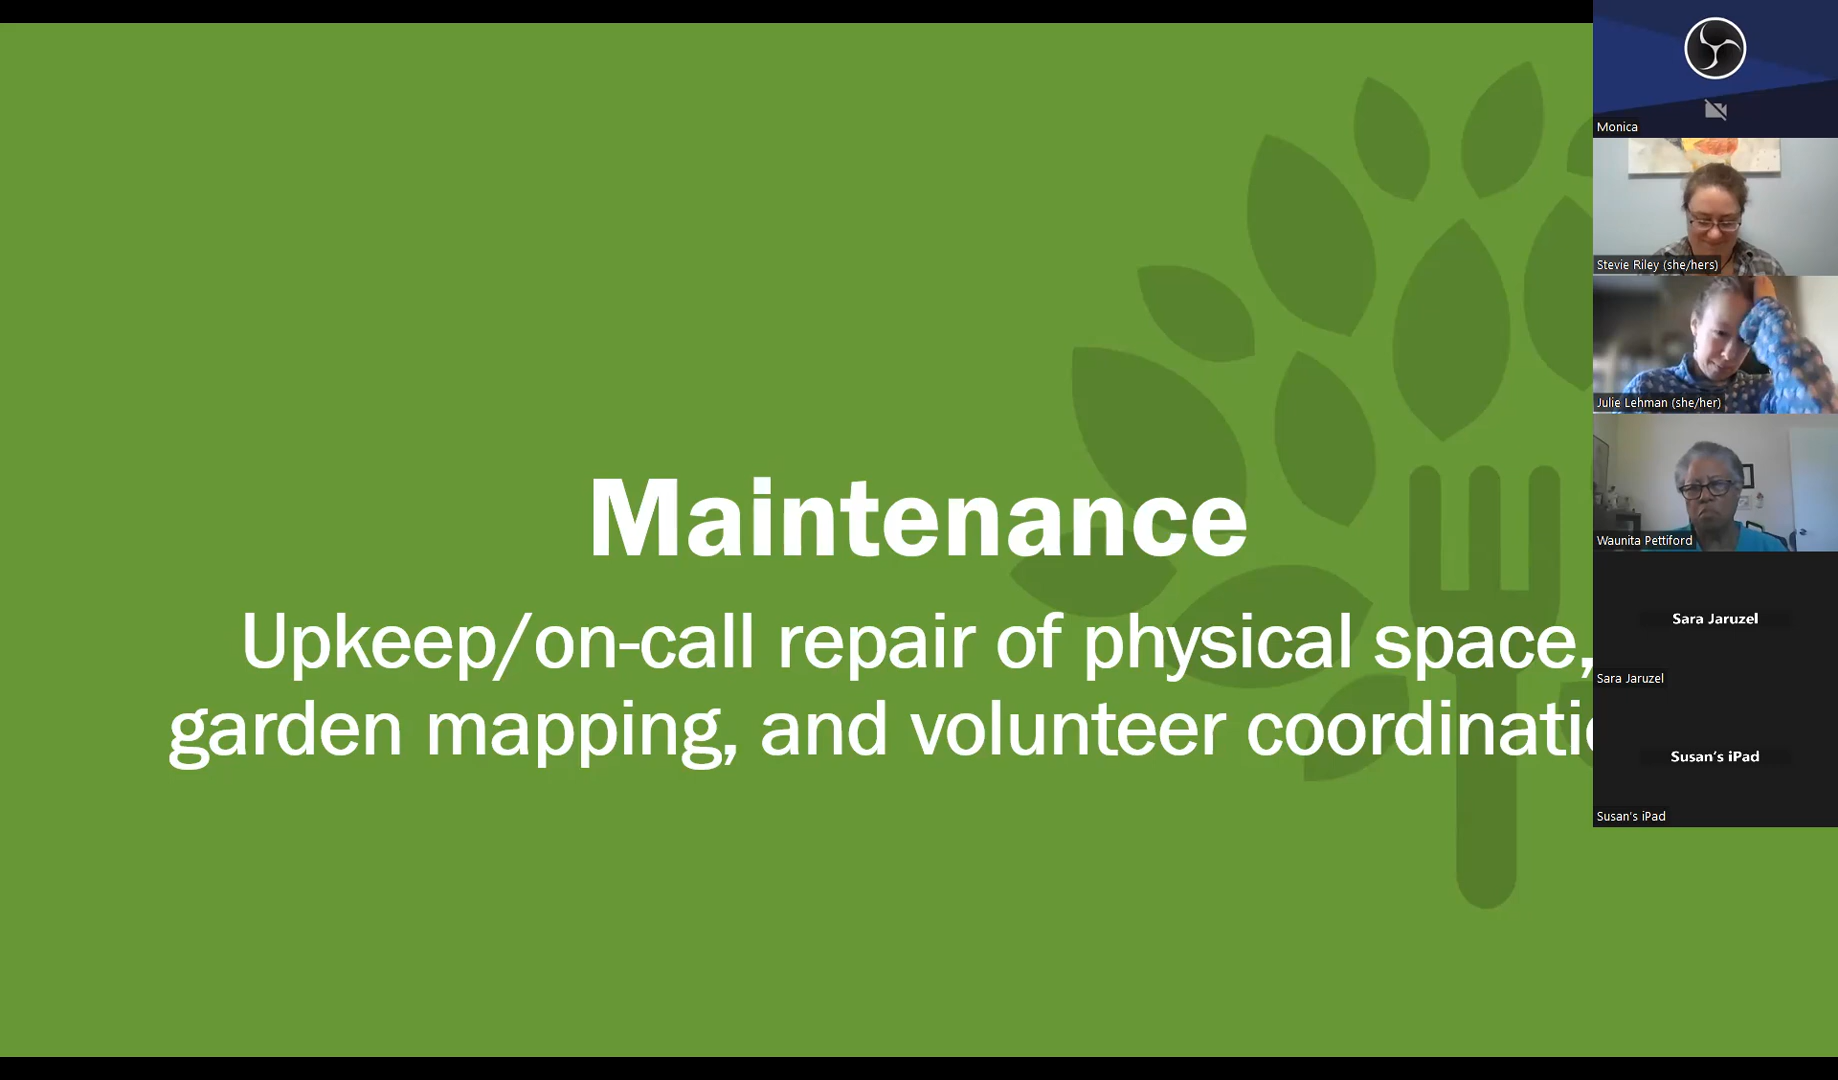 Maintenance
Upkeep/on-call repair of physical space,
garden mapping, and volunteer coordinatio
Monica
Stevie Riley (she/hers)
Julie Lehman (she/her)
Waunita Pettiford
Sara Jaruzel
Sara Jaruzel
Susan's iPad
Susan's iPad